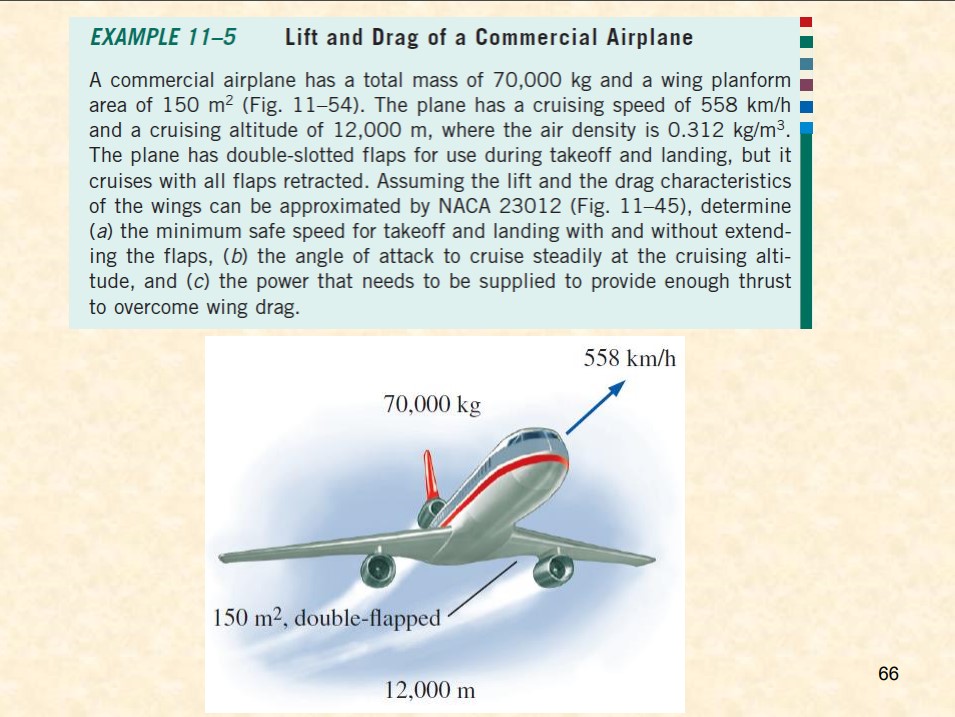 EXAMPLE 11–5 Lift and Drag of a Commercial Airplane
A commercial airplane has a total mass of 70,000 kg and a wing planform
area of 150 m² (Fig. 11–54). The plane has a cruising speed of 558 km/h
and a cruising altitude of 12,000 m, where the air density is 0.312 kg/m³.
The plane has double-slotted flaps for use during takeoff and landing, but it
cruises with all flaps retracted. Assuming the lift and the drag characteristics
of the wings can be approximated by NACA 23012 (Fig. 11–45), determine
(a) the minimum safe speed for takeoff and landing with and without extend-
ing the flaps, (b) the angle of attack to cruise steadily at the cruising alti-
tude, and (c) the power that needs to be supplied to provide enough thrust
to overcome wing drag.
558 km/h
70,000 kg
150 m², double-flapped
12,000 m
66